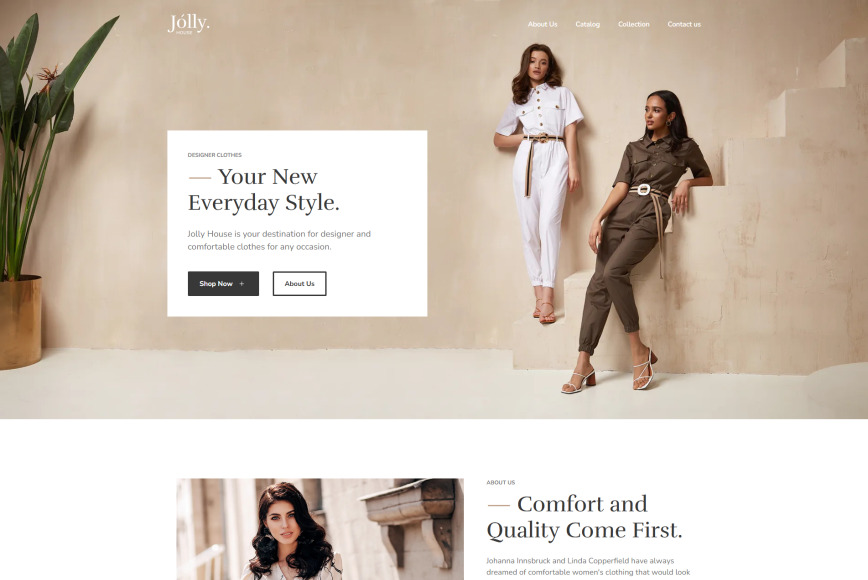 Jólly.
HOUSE
About Us
Catalog
Collection
Contact us
DESIGNER CLOTHES
Your New
Everyday Style.
Jolly House is your destination for designer and
comfortable clothes for any occasion.
Shop Now +
About Us
ABOUT US
Comfort and
Quality Come First.
Johanna Innsbruck and Linda Copperfield have always
dreamed of comfortable women's clothing that would look